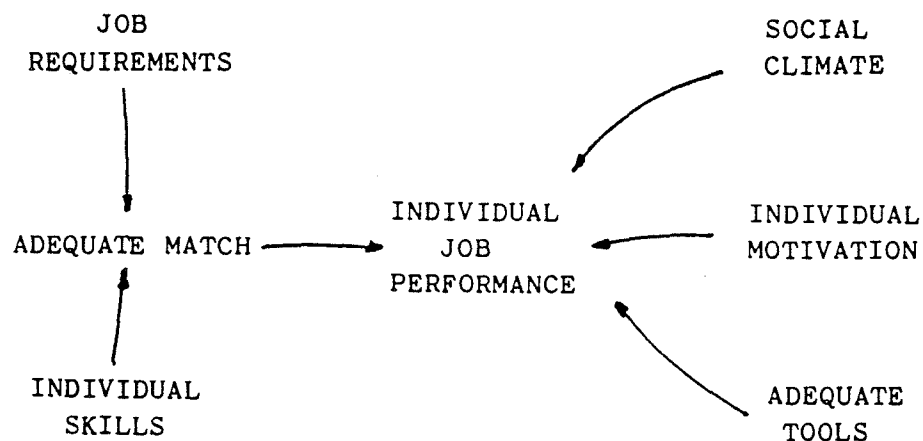 JOB
REQUIREMENTS
SOCIAL
CLIMATE
ADEQUATE MATCH
INDIVIDUAL
JOB
PERFORMANCE
INDIVIDUAL
MOTIVATION
INDIVIDUAL
SKILLS
ADEQUATE
TOOLS